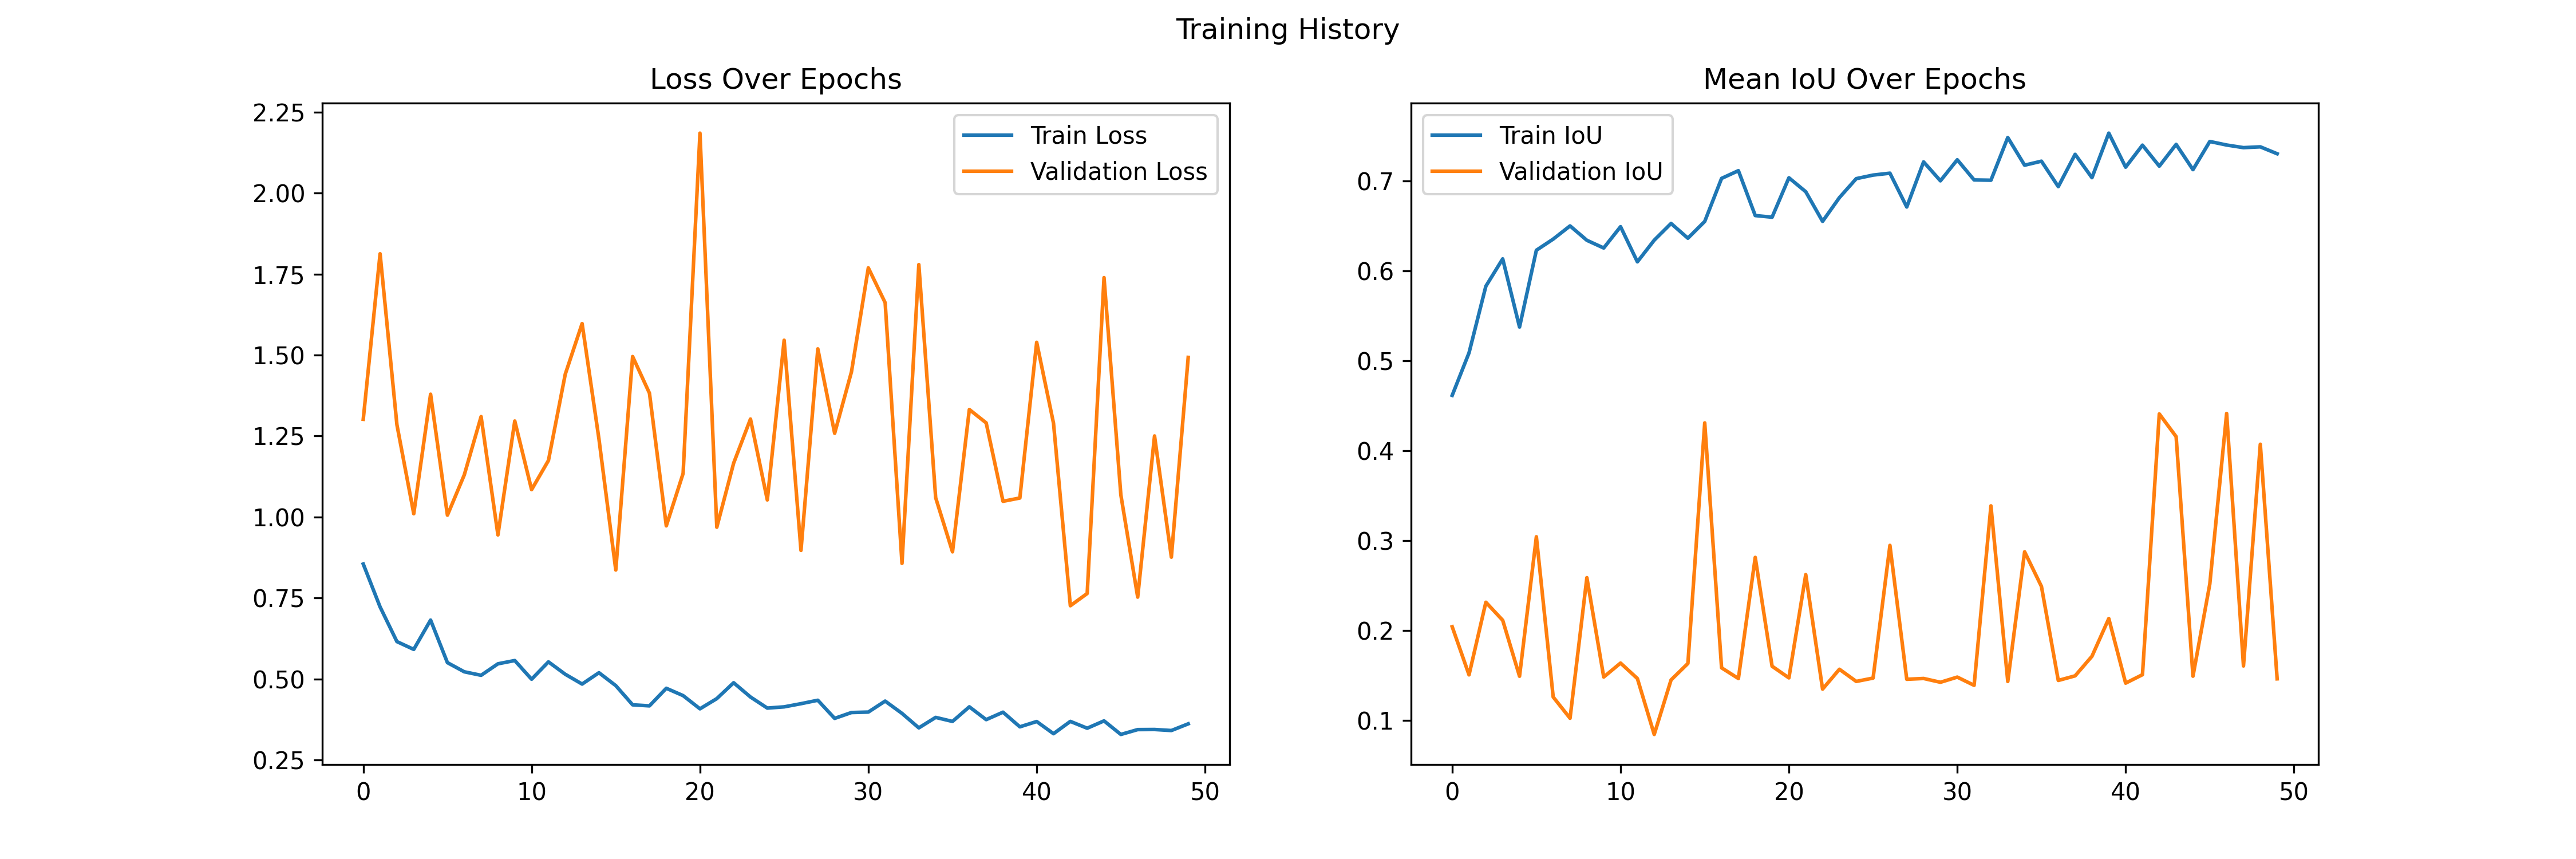 Training History
Loss Over Epochs
2.25
2.00
1.75
1.50
1.25
1.00
0.75
0.50
0.25
0 10 20 30 40 50
Train Loss
Validation Loss
Mean IoU Over Epochs
0.7
0.6
0.5
0.4
0.3
0.2
0.1
0 10 20 30 40 50
Train IoU
Validation IoU